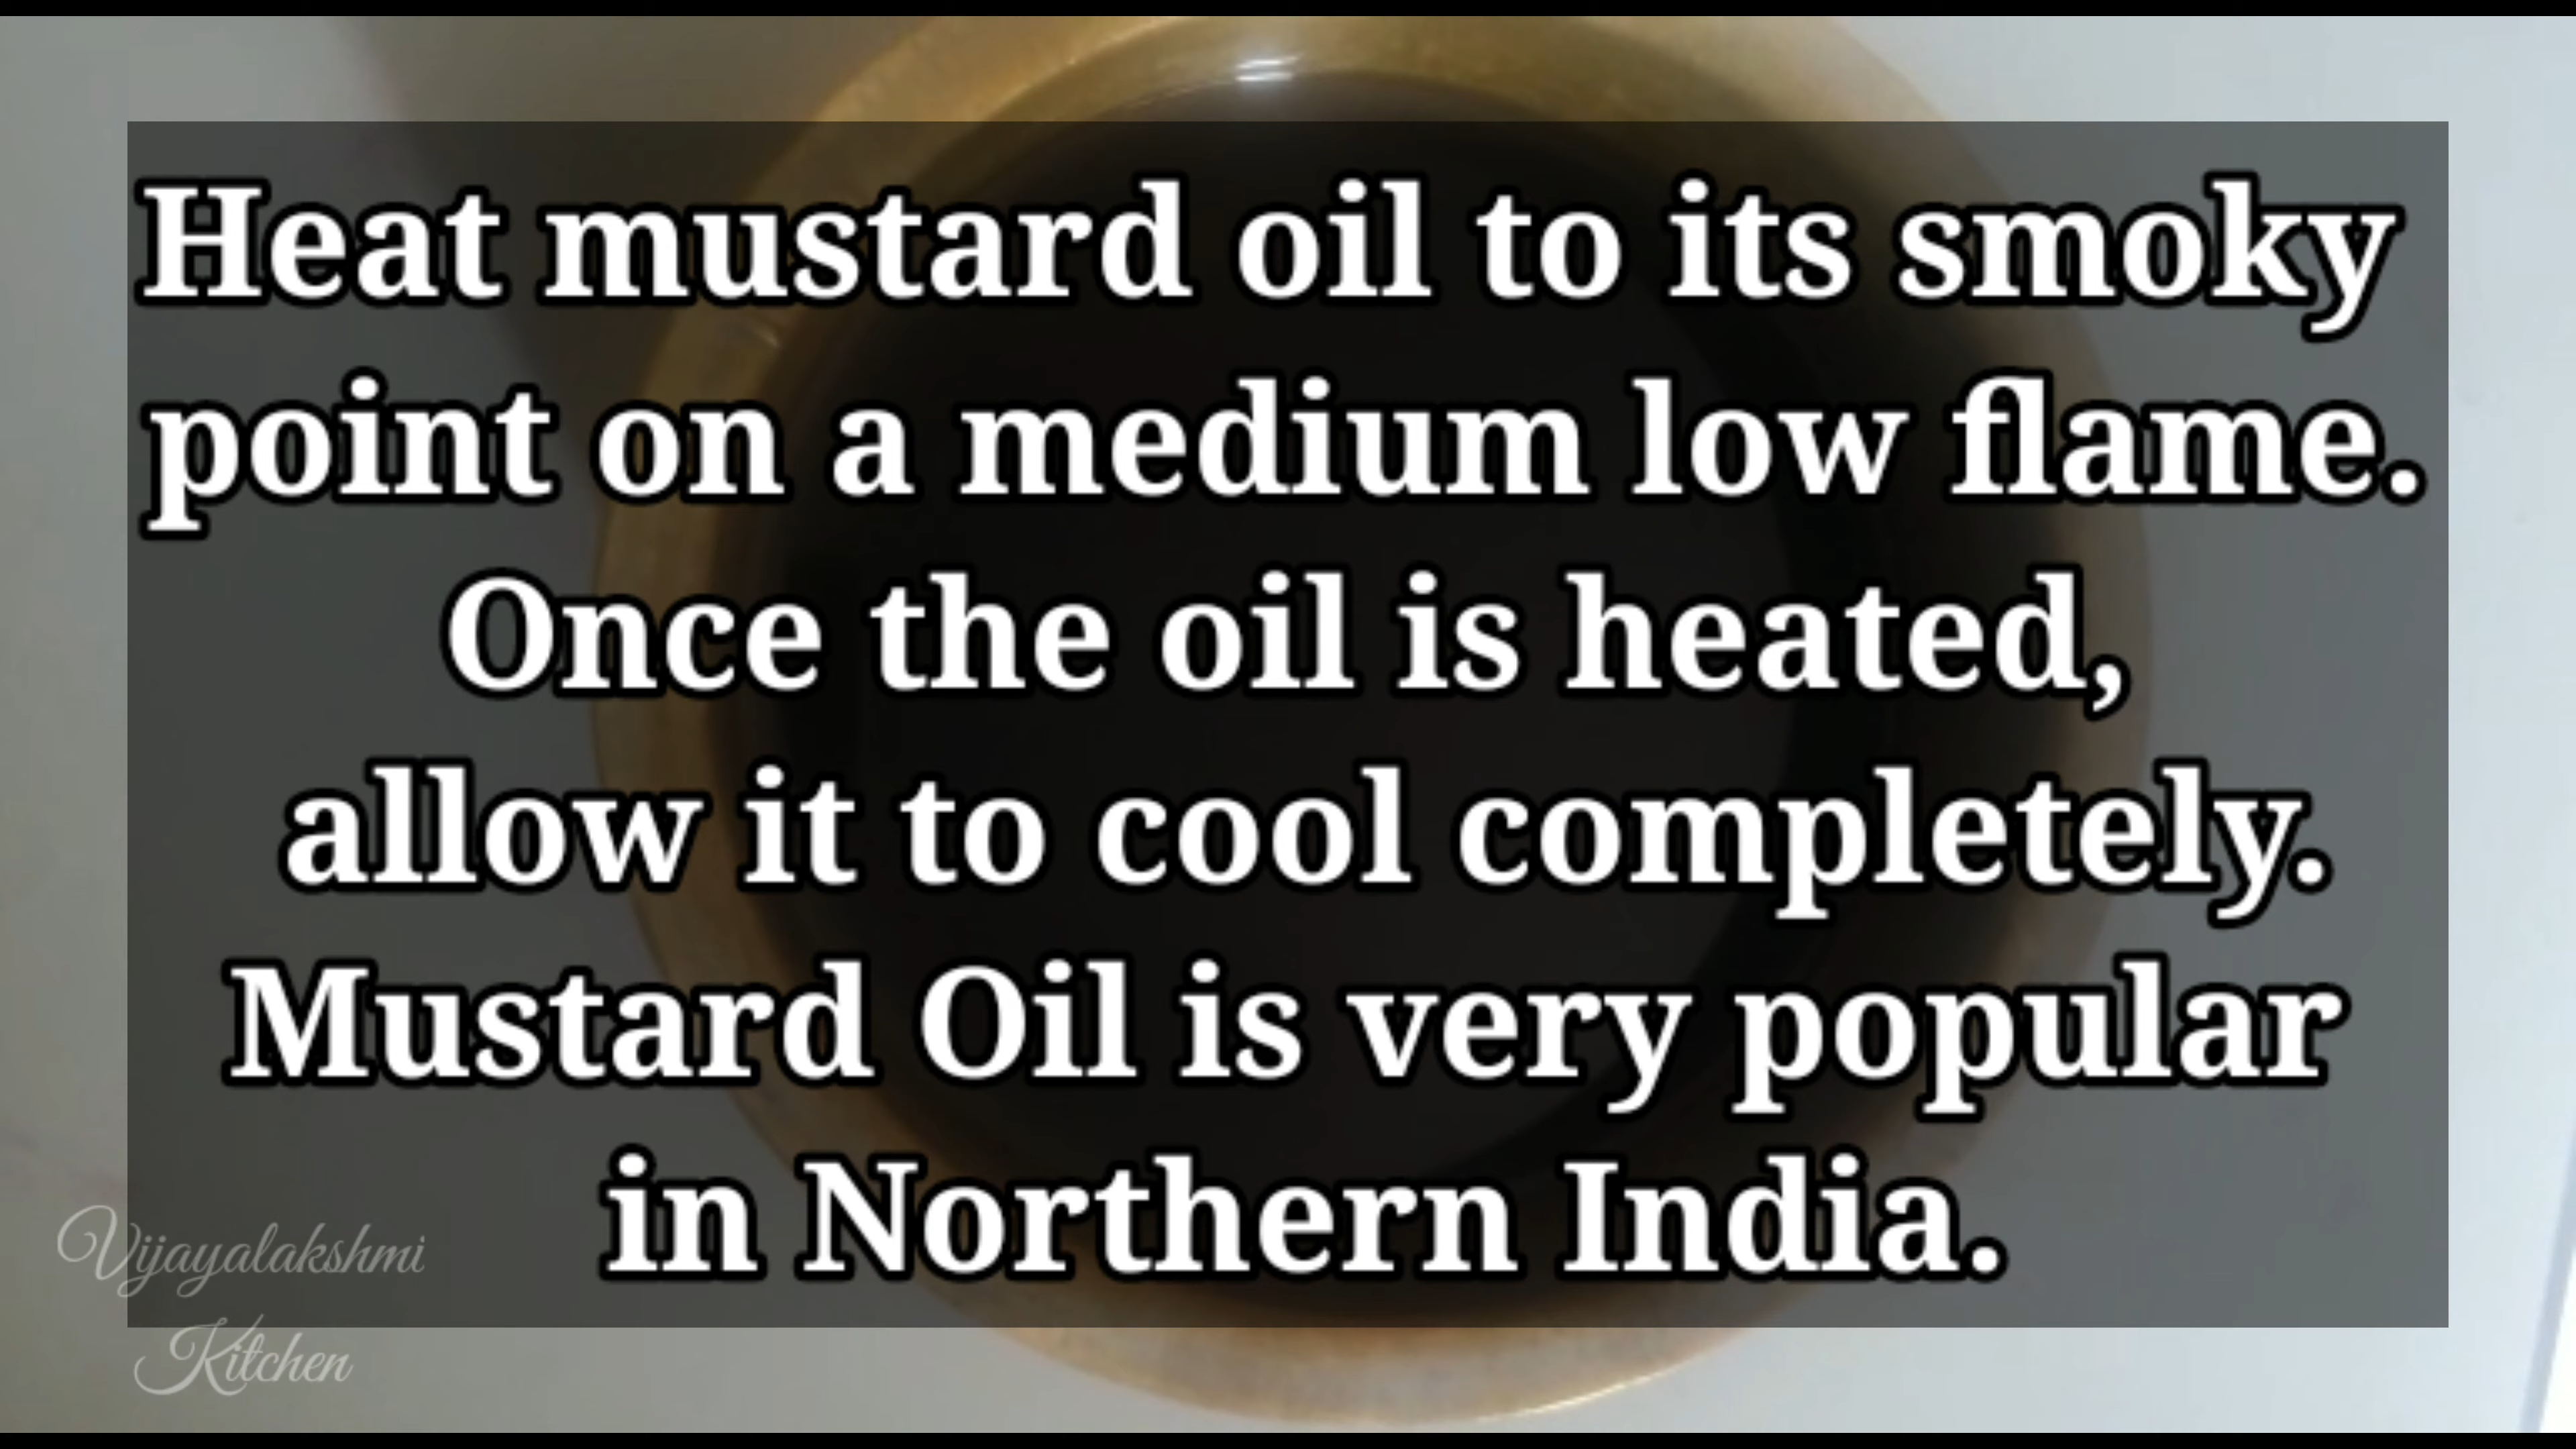 Heat mustard oil to its smoky
point on a medium low flame.
Once the oil is heated,
allow it to cool completely.
Mustard Oil is very popular
in Northern India.
Vijayalakshmi
Kitchen